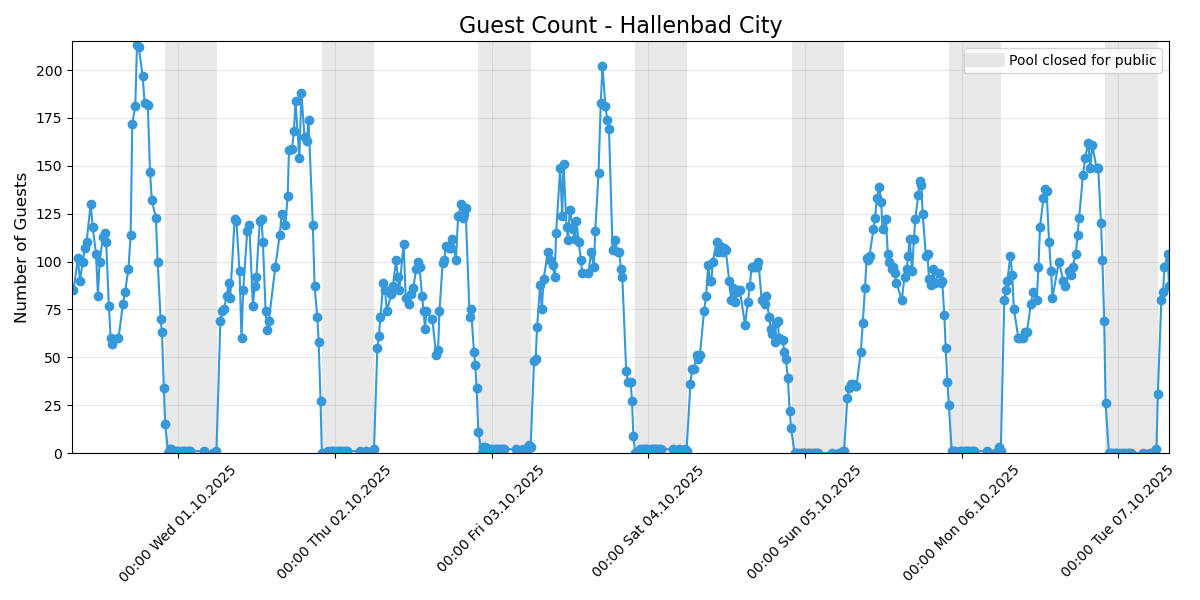 Guest Count - Hallenbad City
Pool closed for public
Number of Guests
200
175
150
125
100
75
50
25
0
00:00 Wed 01.10.2025
00:00 Thu 02.10.2025
00:00 Fri 03.10.2025
00:00 Sat 04.10.2025
00:00 Sun 05.10.2025
00:00 Mon 06.10.2025
00:00 Tue 07.10.2025